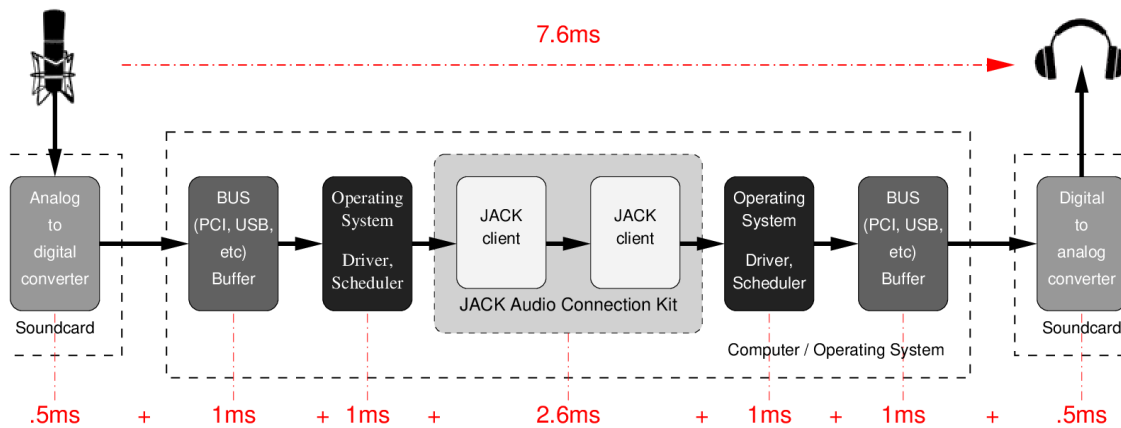 7.6ms
Analog
to
digital
converter
Soundcard
BUS
(PCI, USB,
etc)
Buffer
Operating
System
Driver,
Scheduler
JACK
client
JACK
client
JACK Audio Connection Kit
Operating
System
Driver,
Scheduler
BUS
(PCI, USB,
etc)
Buffer
Computer / Operating System
Digital
to
analog
converter
Soundcard
.5ms + 1ms + 1ms + 2.6ms + 1ms + 1ms + .5ms